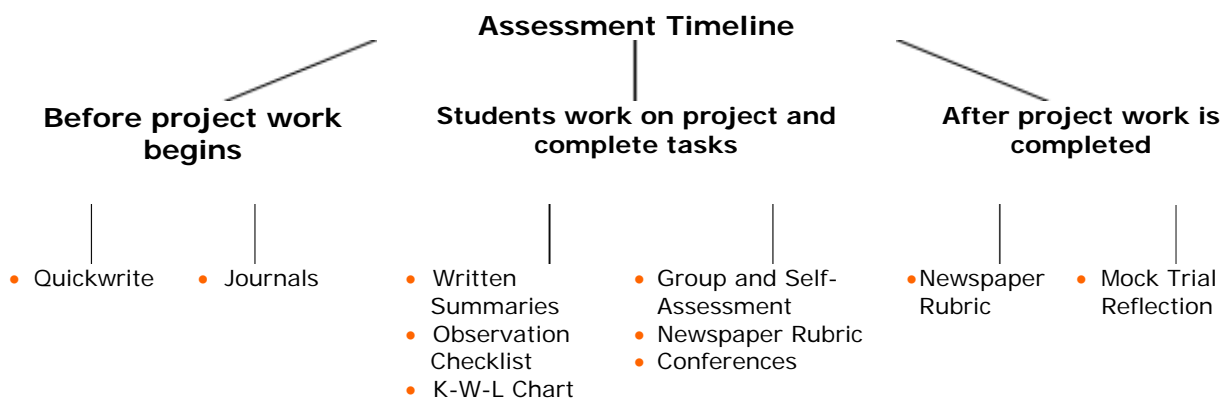 Assessment Timeline
Before project work
begins
Students work on project and
complete tasks
After project work is
completed
• Quickwrite
• Journals
• Written
Summaries
• Observation
Checklist
• K-W-L Chart
• Group and Self-
Assessment
• Newspaper Rubric
• Conferences
• Newspaper
Rubric
• Mock Trial
Reflection